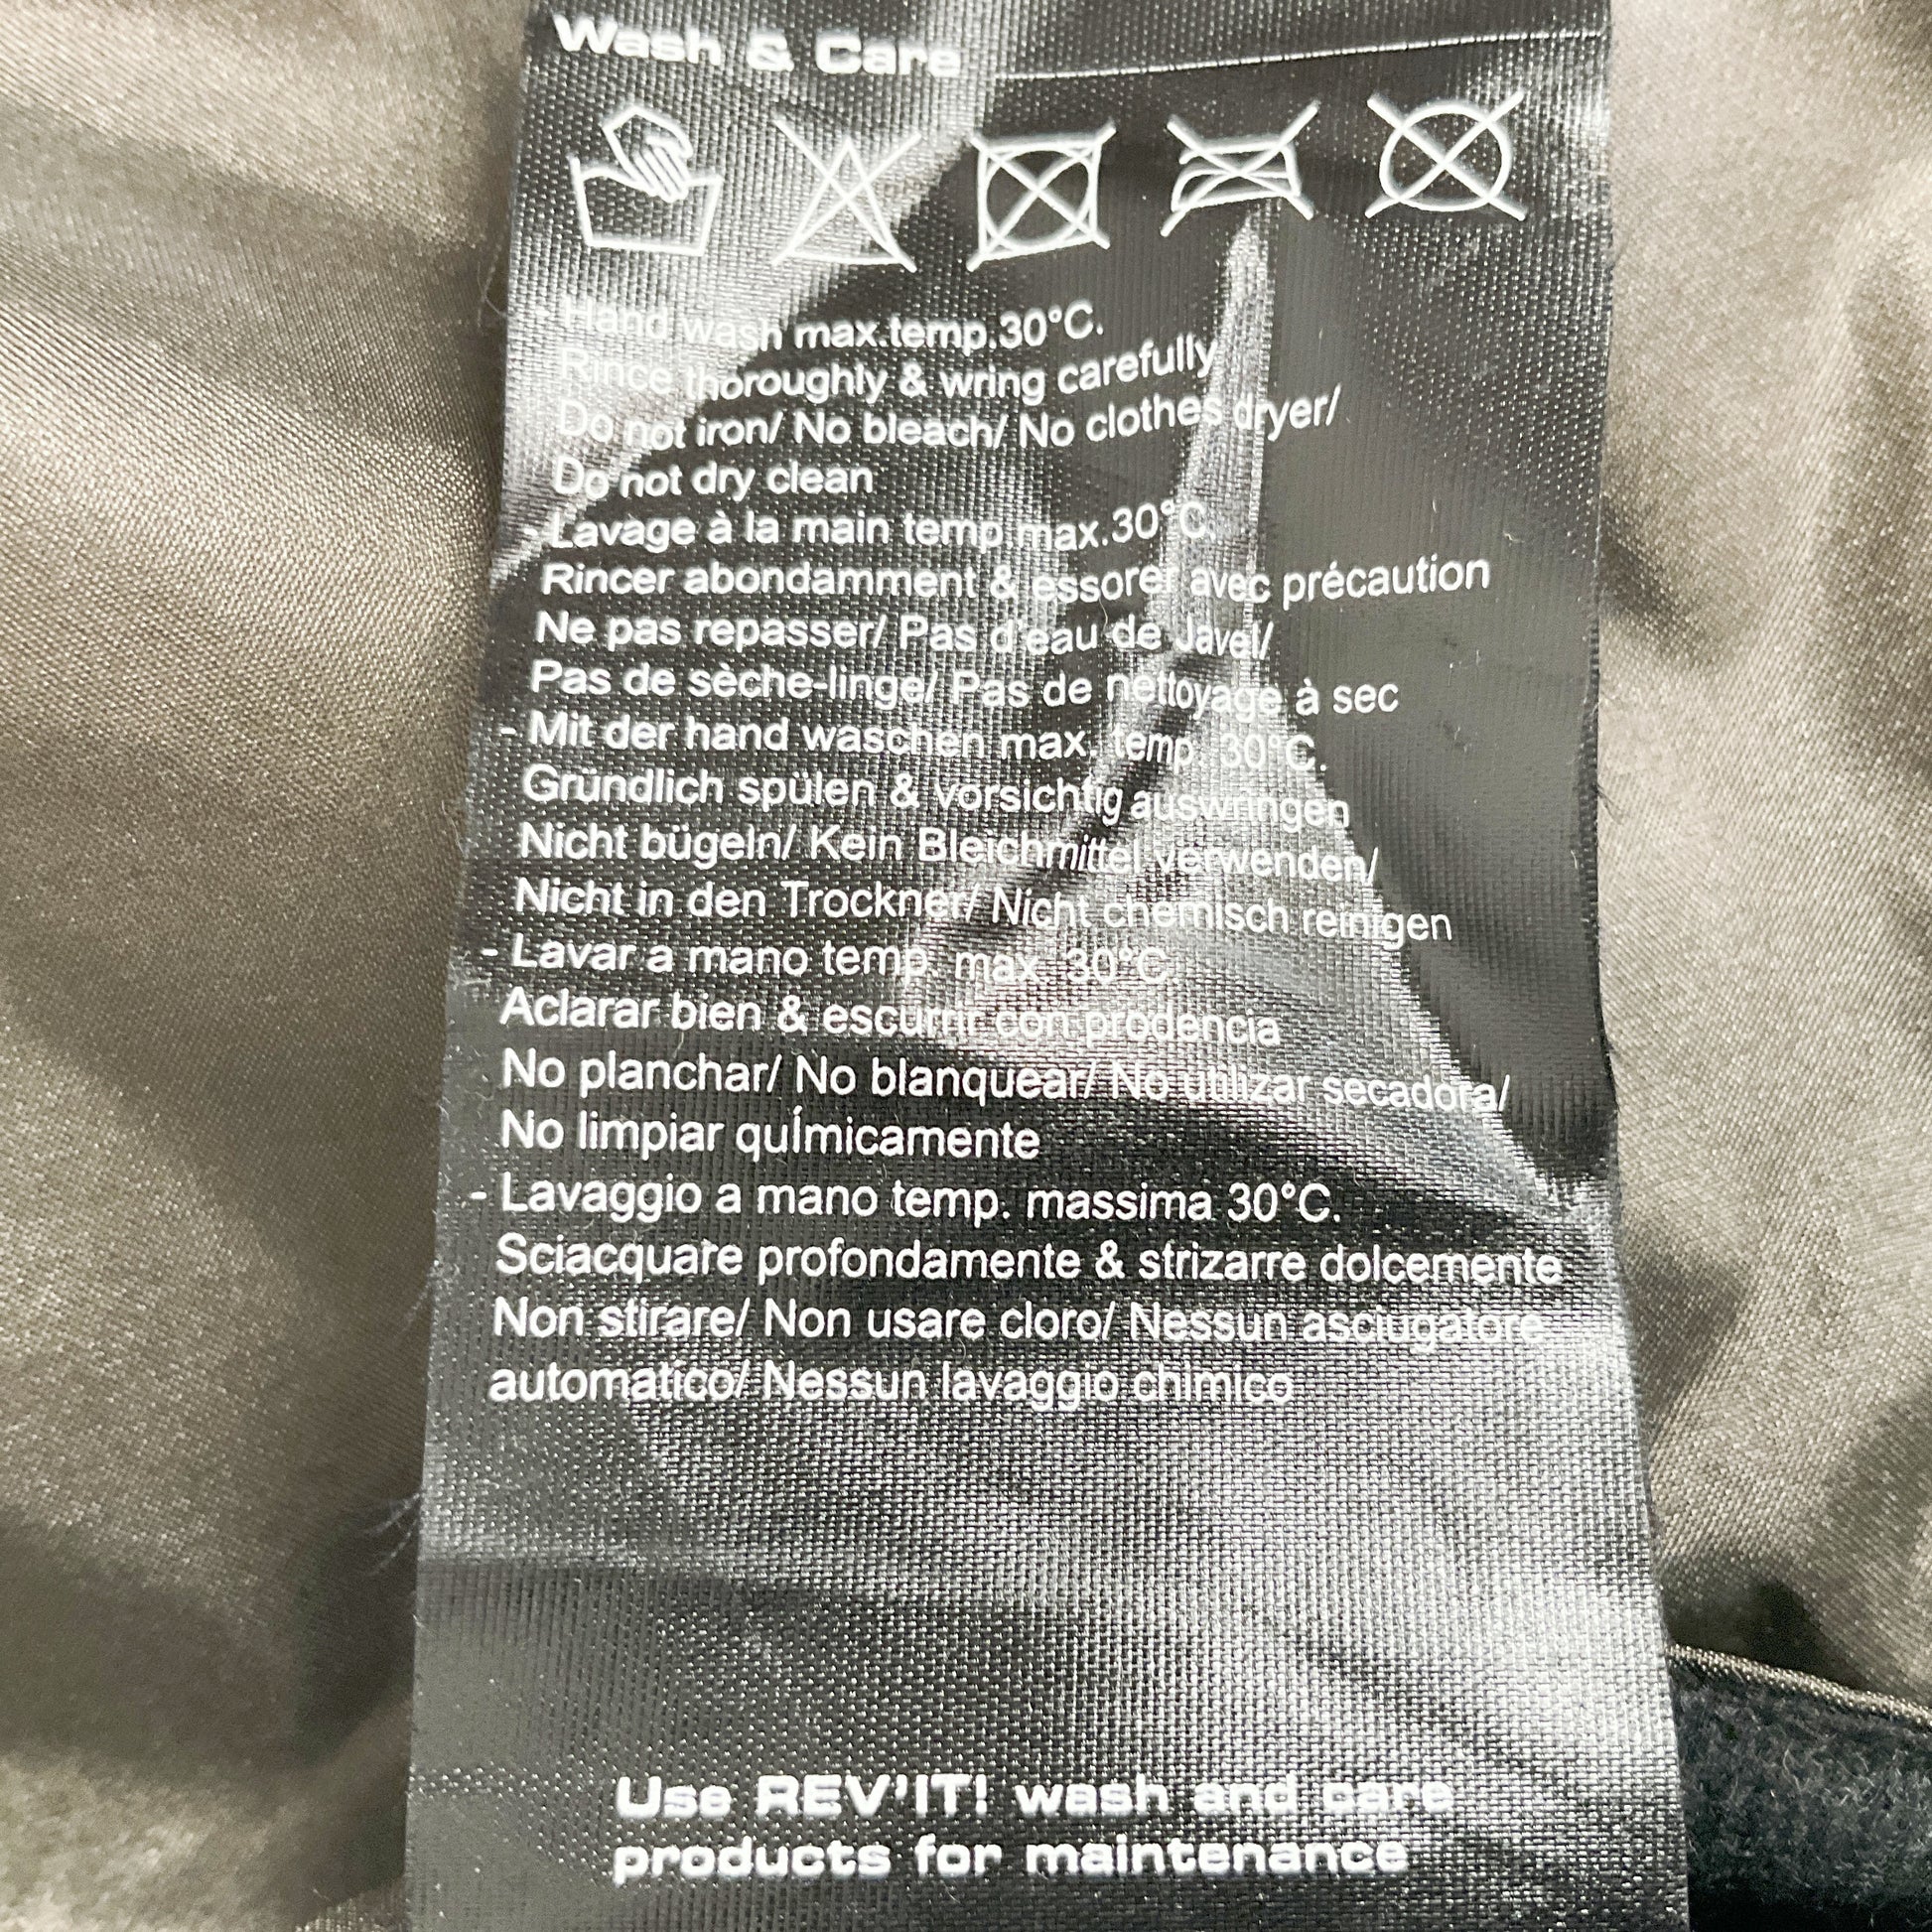 Wash & Care
- Hand wash max.temp.30°C.
Rince thoroughly & wring carefully
Do not iron/ No bleach/ No clothes dryer/
Do not dry clean
- Lavage à la main temp max.30°C.
Rincer abondamment & essorer avec précaution
Ne pas repasser/ Pas d'eau de Javel/
Pas de sèche-linge/ Pas de nettoyage à sec
- Mit der hand waschen max. temp. 30°C.
Gründlich spülen & vorsichtig auswringen
Nicht bügeln/ Kein Bleichmittel verwenden/
Nicht in den Trockner/ Nicht chemisch reinigen
- Lavar a mano temp. max. 30°C
Aclarar bien & escurrir con prodencia
No planchar/ No blanquear/ No utilizar secadora/
No limpiar quÍmicamente
- Lavaggio a mano temp. massima 30°C.
Sciacquare profondamente & strizarre dolcemente
Non stirare/ Non usare cloro/ Nessun asciugatore
automatico/ Nessun lavaggio chimico
Use REV'IT! wash and care
products for maintenance